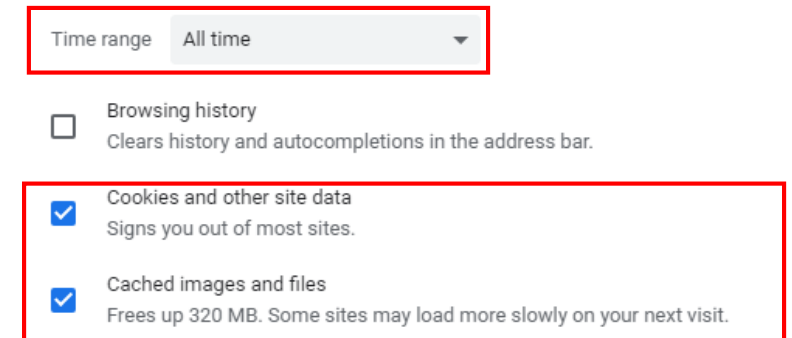 Time range All time
Browsing history
Clears history and autocompletions in the address bar.
Cookies and other site data
Signs you out of most sites.
Cached images and files
Frees up 320 MB. Some sites may load more slowly on your next visit.